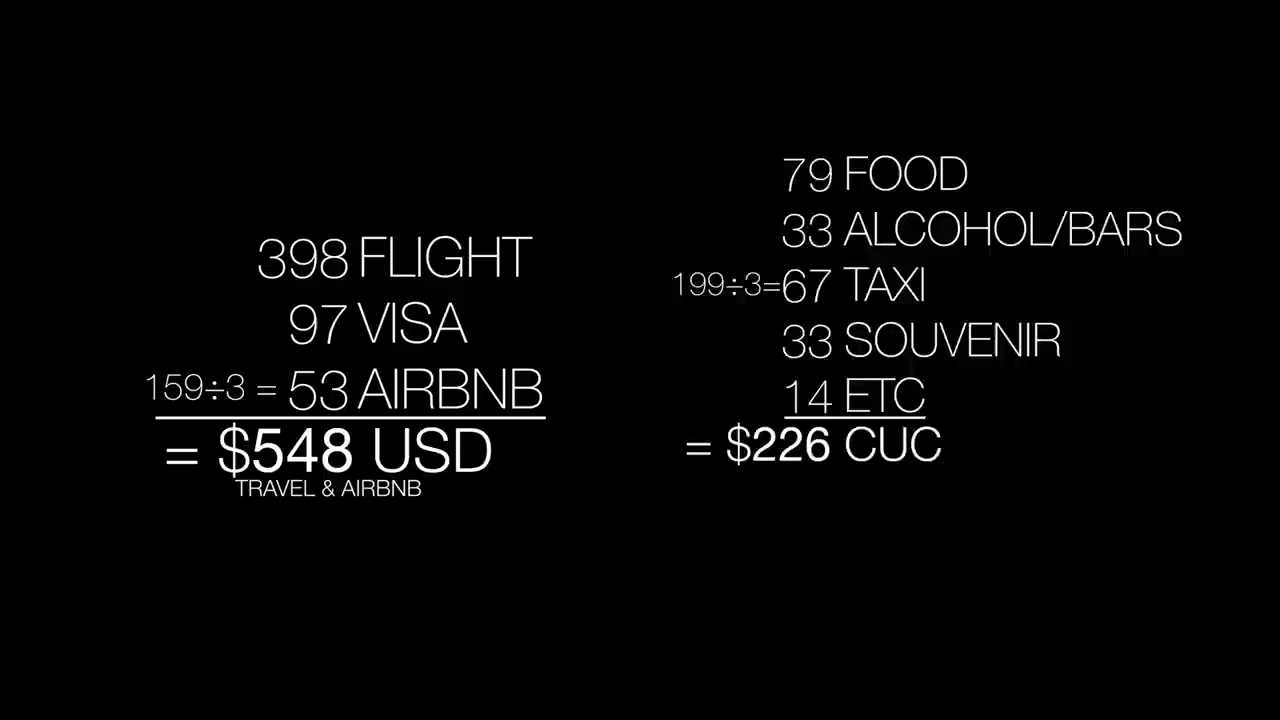 398 FLIGHT
97 VISA
159÷3 = 53 AIRBNB
= $548 USD
TRAVEL & AIRBNB
79 FOOD
33 ALCOHOL/BARS
199÷3=67 TAXI
33 SOUVENIR
14 ETC
= $226 CUC